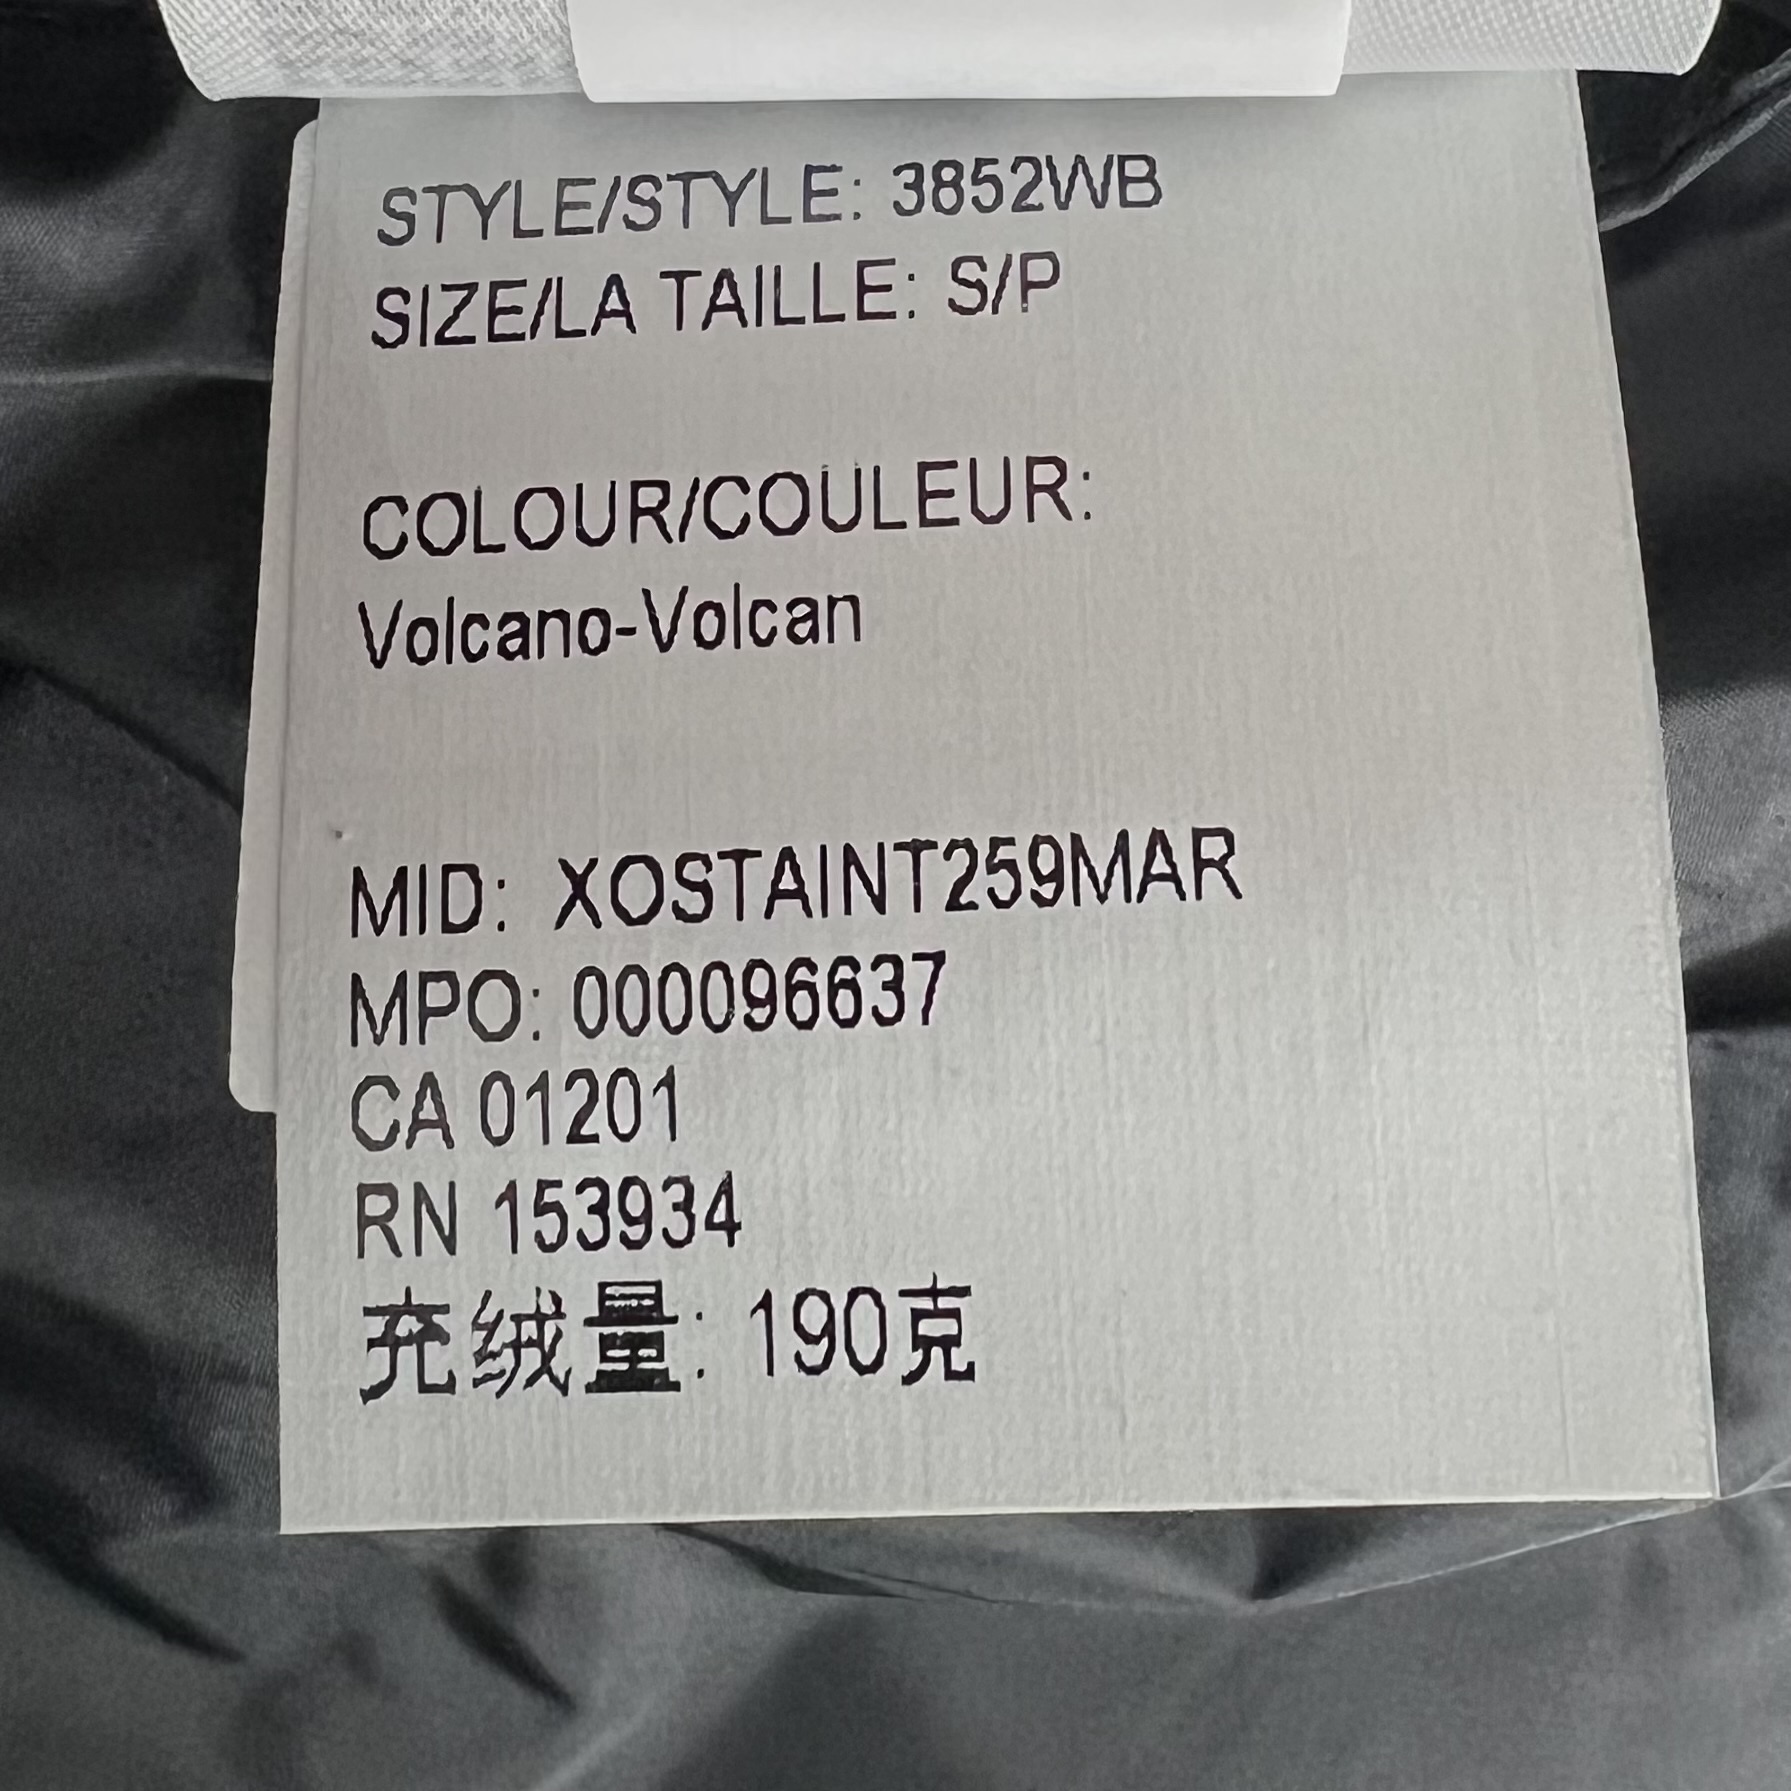 STYLE/STYLE: 3852WB
SIZE/LA TAILLE: S/P
COLOUR/COULEUR:
Volcano-Volcan
MID: XOSTAINT259MAR
MPO: 000096637
CA 01201
RN 153934
充绒量: 190克